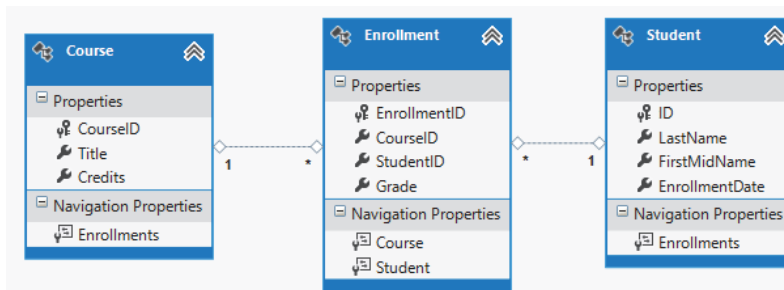 Course
Properties
CourseID
Title
Credits
Navigation Properties
Enrollments
1
*
Enrollment
Properties
EnrollmentID
CourseID
StudentID
Grade
Navigation Properties
Course
Student
*
1
Student
Properties
ID
LastName
FirstMidName
EnrollmentDate
Navigation Properties
Enrollments